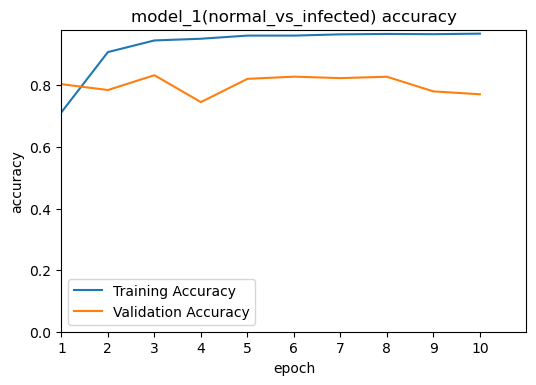 model_1(normal_vs_infected) accuracy
accuracy
0.8
0.6
0.4
0.2
0.0
Training Accuracy
Validation Accuracy
1 2 3 4 5 6 7 8 9 10
epoch